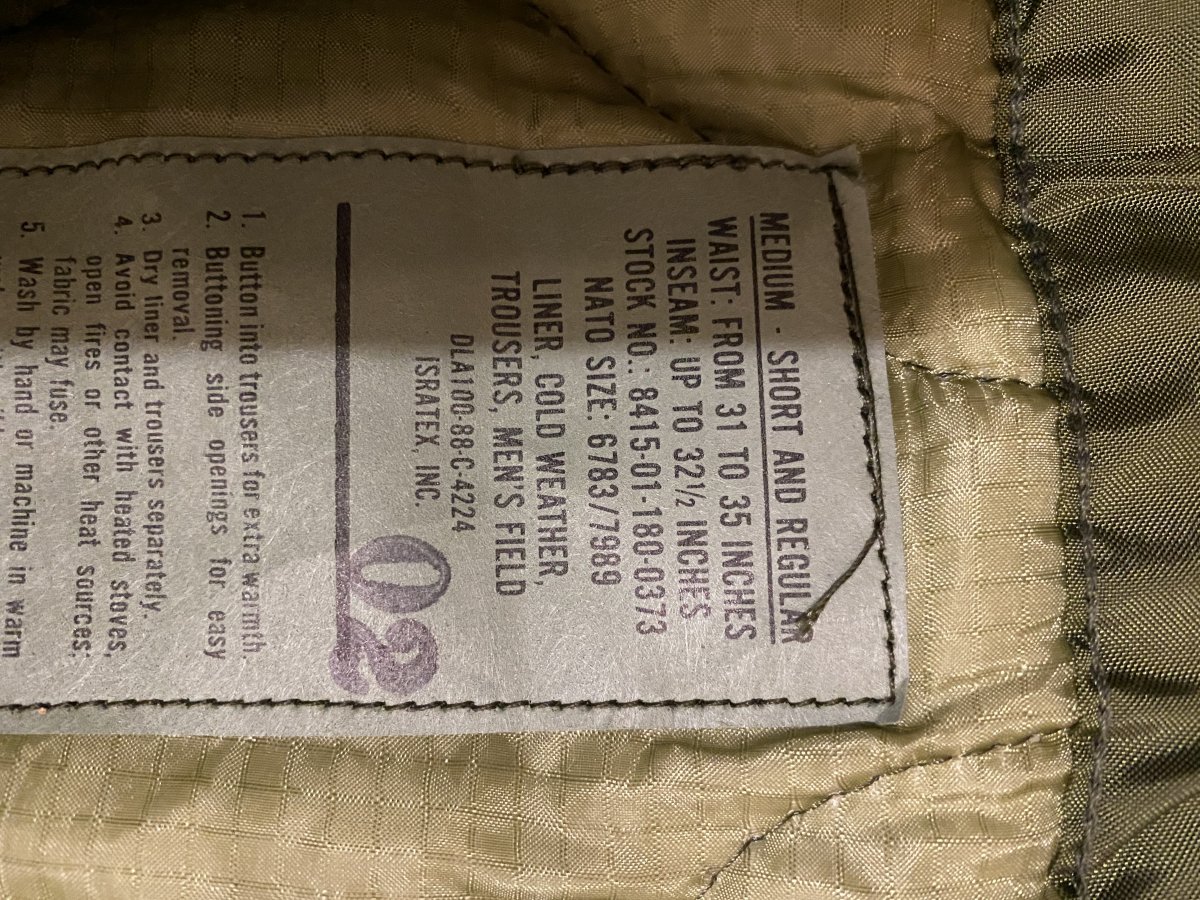 MEDIUM - SHORT AND REGULAR
WAIST: FROM 31 TO 35 INCHES
INSEAM: UP TO 32½ INCHES
STOCK NO.: 8415-01-180-0373
NATO SIZE: 6783/7989
LINER, COLD WEATHER,
TROUSERS, MEN'S FIELD
DLA100-88-C-4224
ISRATEX, INC.
02
1. Button into trousers for extra warmth
2. Buttoning side openings for easy
removal.
3. Dry liner and trousers separately.
4. Avoid contact with heated stoves,
open fires or other heat sources;
fabric may fuse.
5. Wash by hand or machine in warm